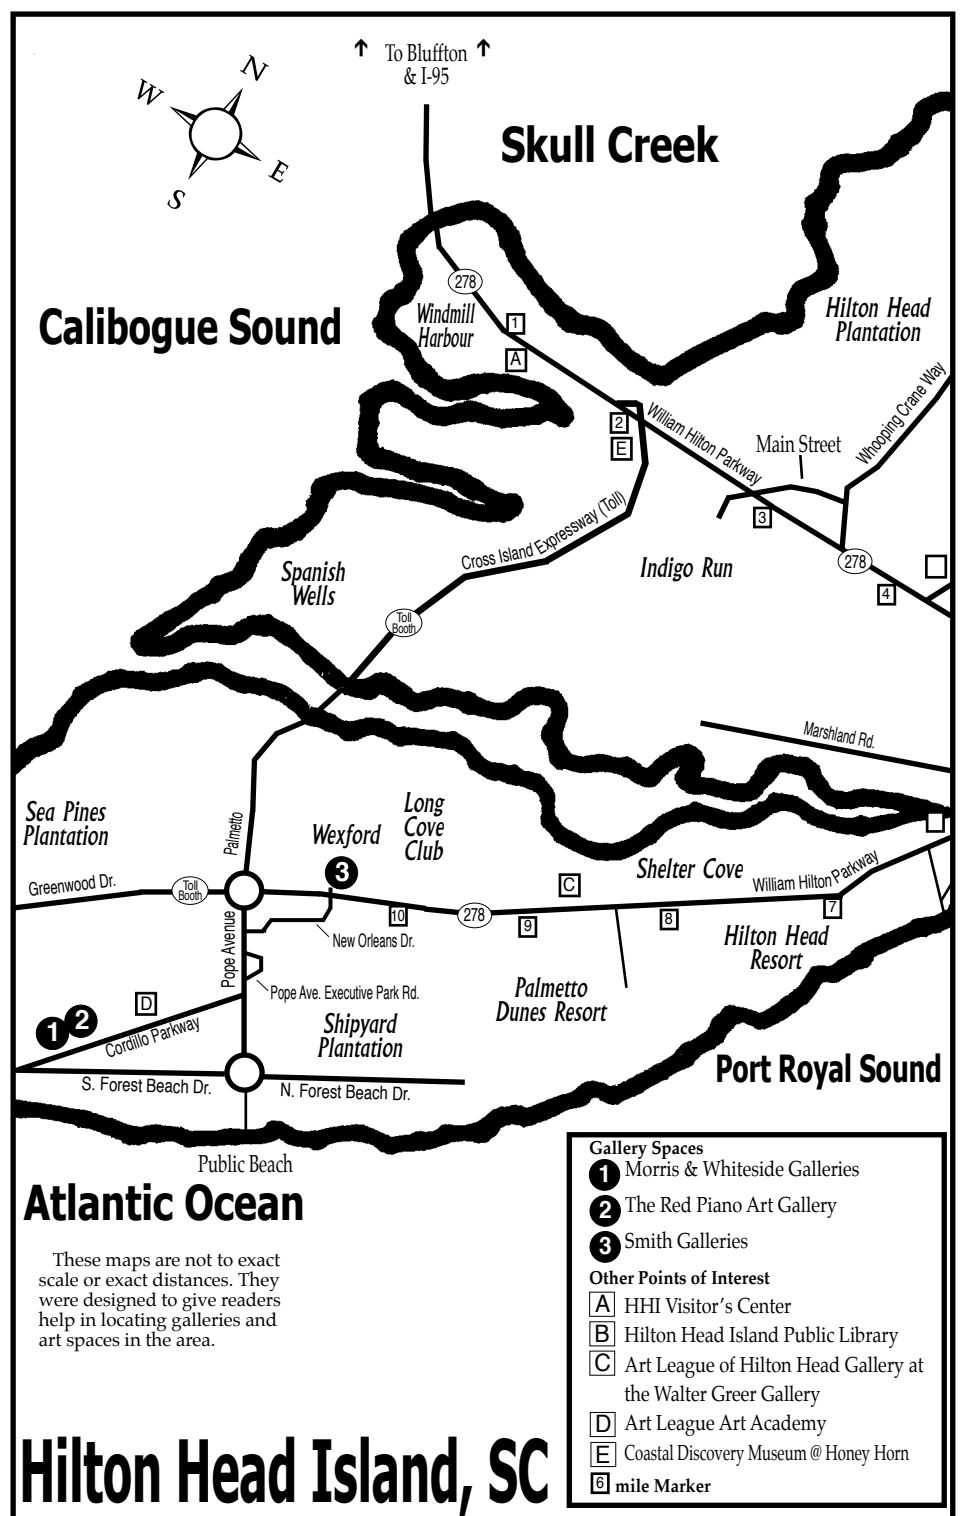 To Bluffton
& I-95
N
W
E
S
Skull Creek
278
Windmill
Harbour
Calibogue Sound
1
A
Hilton Head
Plantation
Whooping Crane Way
2
E
William Hilton Parkway
Main Street
3
Cross Island Expressway (Toll)
278
Indigo Run
4
Spanish
Wells
Toll
Booth
Marshland Rd.
Sea Pines
Plantation
Palmetto
Wexford
Long
Cove
Club
3
Shelter Cove
William Hilton Parkway
Greenwood Dr.
Toll
Booth
C
10
278
9
8
7
Pope Avenue
New Orleans Dr.
Hilton Head
Resort
Pope Ave. Executive Park Rd.
Palmetto
Dunes Resort
D
1
2
Cordillo Parkway
Shipyard
Plantation
Port Royal Sound
S. Forest Beach Dr.
N. Forest Beach Dr.
Public Beach
Atlantic Ocean
These maps are not to exact
scale or exact distances. They
were designed to give readers
help in locating galleries and
art spaces in the area.
Gallery Spaces
1 Morris & Whiteside Galleries
2 The Red Piano Art Gallery
3 Smith Galleries
Other Points of Interest
A HHI Visitor's Center
B Hilton Head Island Public Library
C Art League of Hilton Head Gallery at
the Walter Greer Gallery
D Art League Art Academy
E Coastal Discovery Museum @ Honey Horn
6 mile Marker
Hilton Head Island, SC